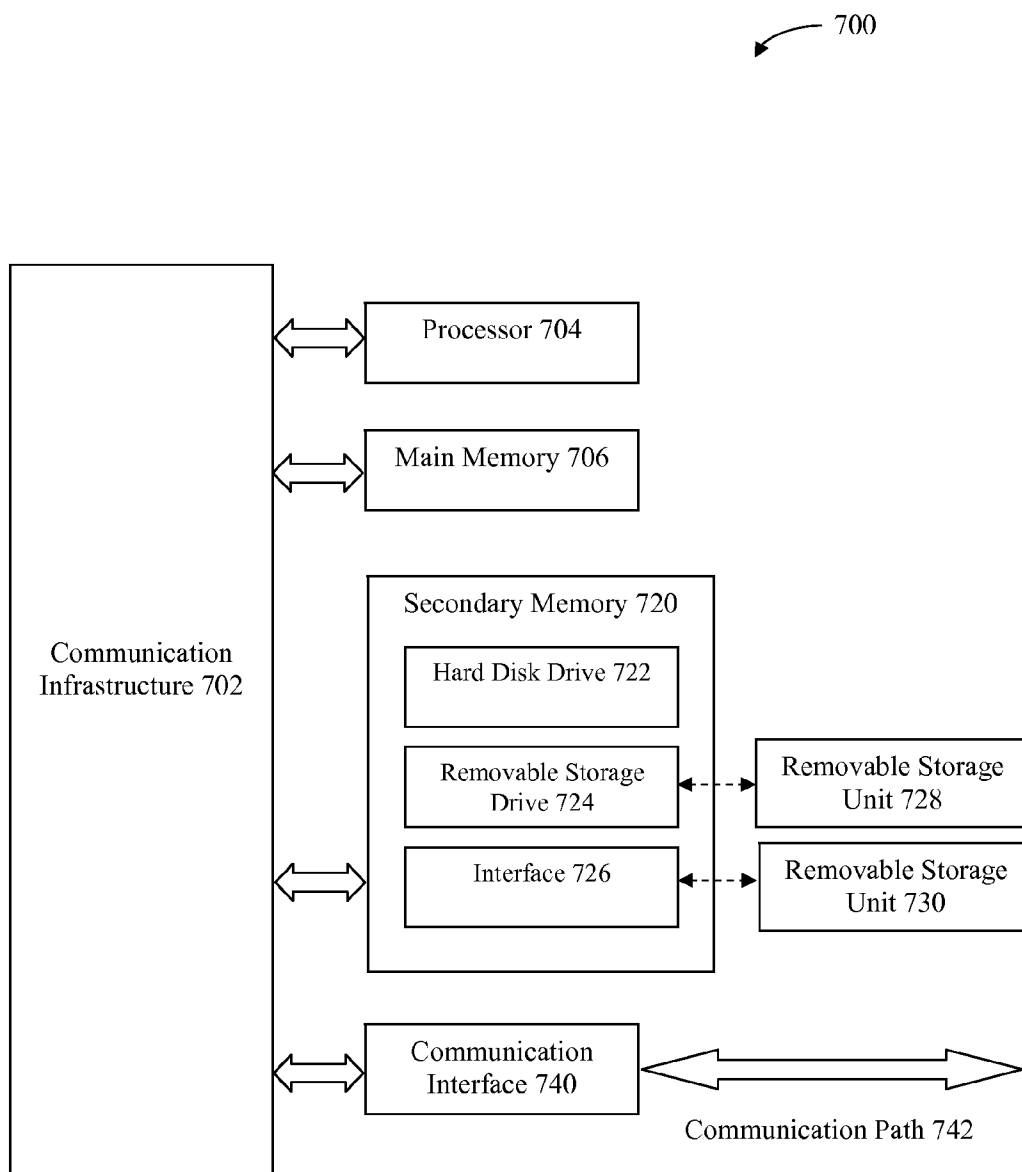 700
Processor 704
Main Memory 706
Communication
Infrastructure 702
Secondary Memory 720
Hard Disk Drive 722
Removable Storage
Drive 724
Removable Storage
Unit 728
Interface 726
Removable Storage
Unit 730
Communication
Interface 740
Communication Path 742